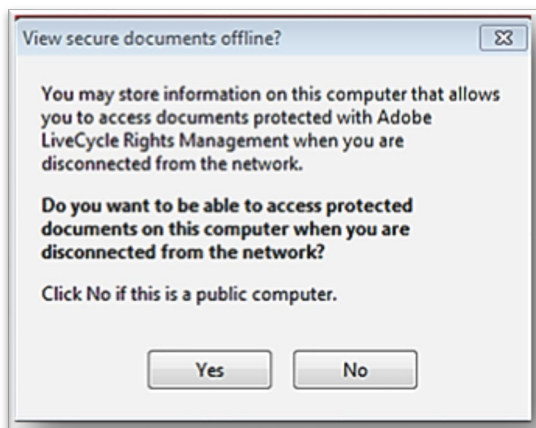 View secure documents offline?
You may store information on this computer that allows
you to access documents protected with Adobe
LiveCycle Rights Management when you are
disconnected from the network.
Do you want to be able to access protected
documents on this computer when you are
disconnected from the network?
Click No if this is a public computer.
Yes No